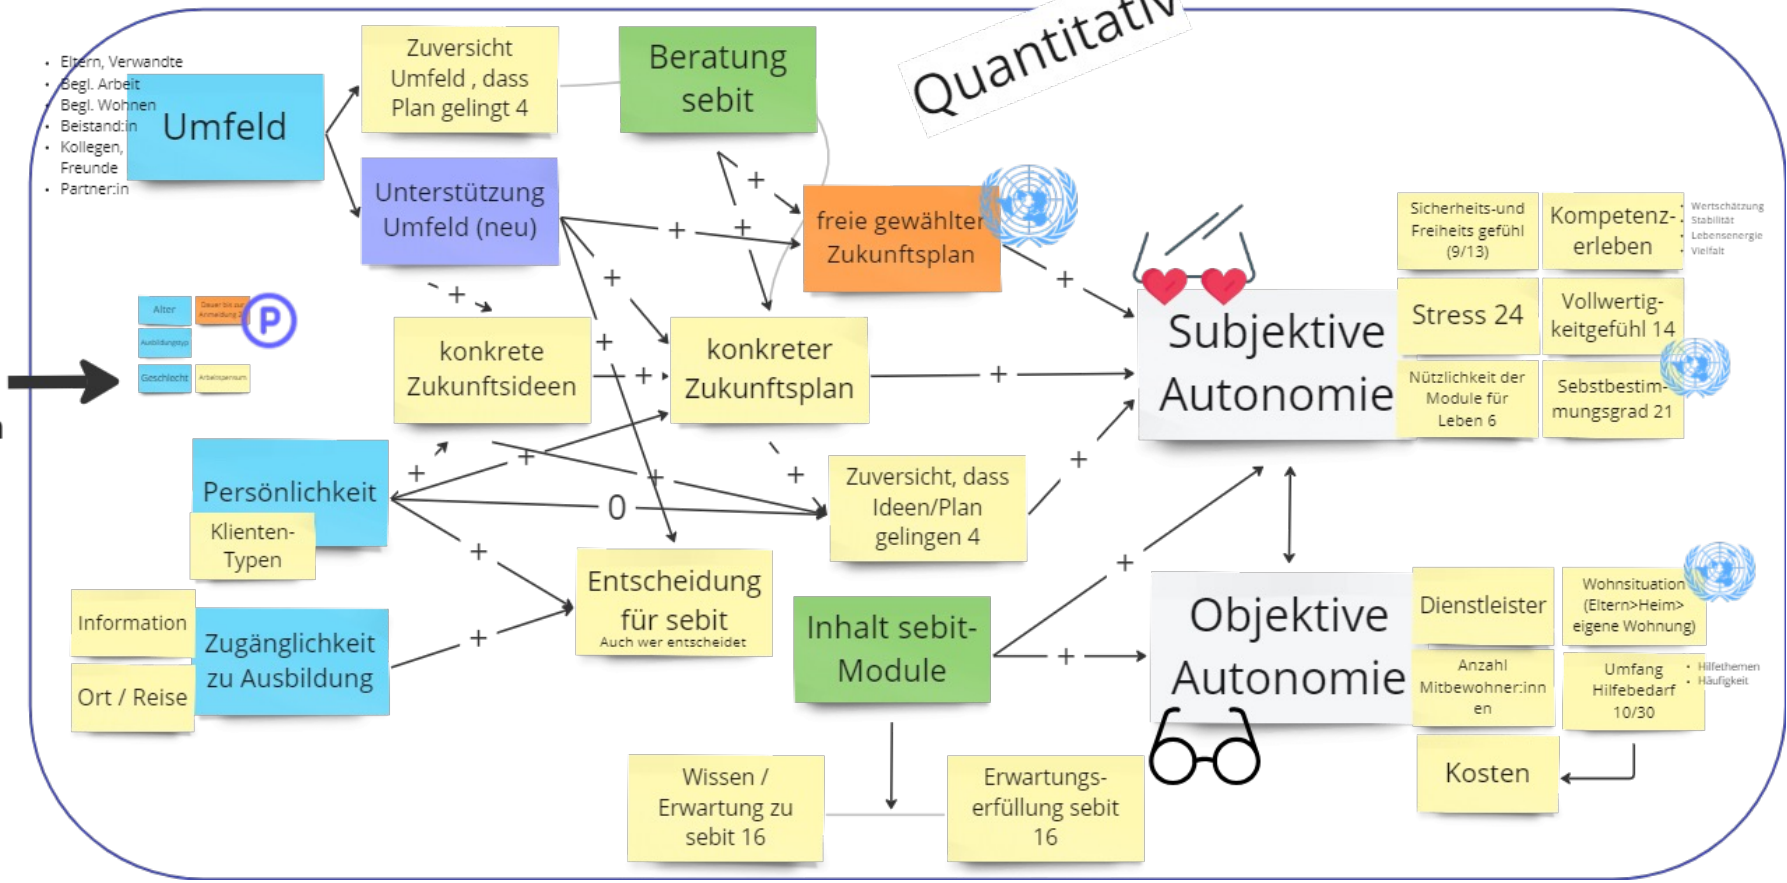 Quantitativ
Eltern, Verwandte
Begl. Arbeit
Begl. Wohnen
Beistand:in
Kollegen,
Freunde
Partner:in
Umfeld
Zuversicht
Umfeld , dass
Plan gelingt 4
Beratung
sebit
Unterstützung
Umfeld (neu)
+
+
+
freie gewählter
Zukunftsplan
+
+
+
+
Alter
Dauer bis zur
Anmeldung 2
P
Ausbildungstyp
Geschlecht
Arbeitspensum
konkrete
Zukunftsideen
+
konkreter
Zukunftsplan
+
Subjektive
Autonomie
Sicherheits-und
Freiheits gefühl
(9/13)
Kompetenz-
erleben
Wertschätzung
Stabilität
Lebensenergie
Vielfalt
Stress 24
Vollwertig-
keitgefühl 14
Nützlichkeit der
Module für
Leben 6
Sebstbestim-
mungsgrad 21
n
Persönlichkeit
Klienten-
Typen
+
+
+
0
+
+
Zuversicht, dass
Ideen/Plan
gelingen 4
+
Information
Ort / Reise
Zugänglichkeit
zu Ausbildung
+
Entscheidung
für sebit
Auch wer entscheidet
Inhalt sebit-
Module
+
+
Objektive
Autonomie
Dienstleister
Wohnsituation
(Eltern>Heim>
eigene Wohnung)
Anzahl
Mitbewohner:inn
en
Umfang
Hilfebedarf
10/30
Hilfethemen
Häufigkeit
Kosten
Wissen /
Erwartung zu
sebit 16
Erwartungs-
erfüllung sebit
16
+